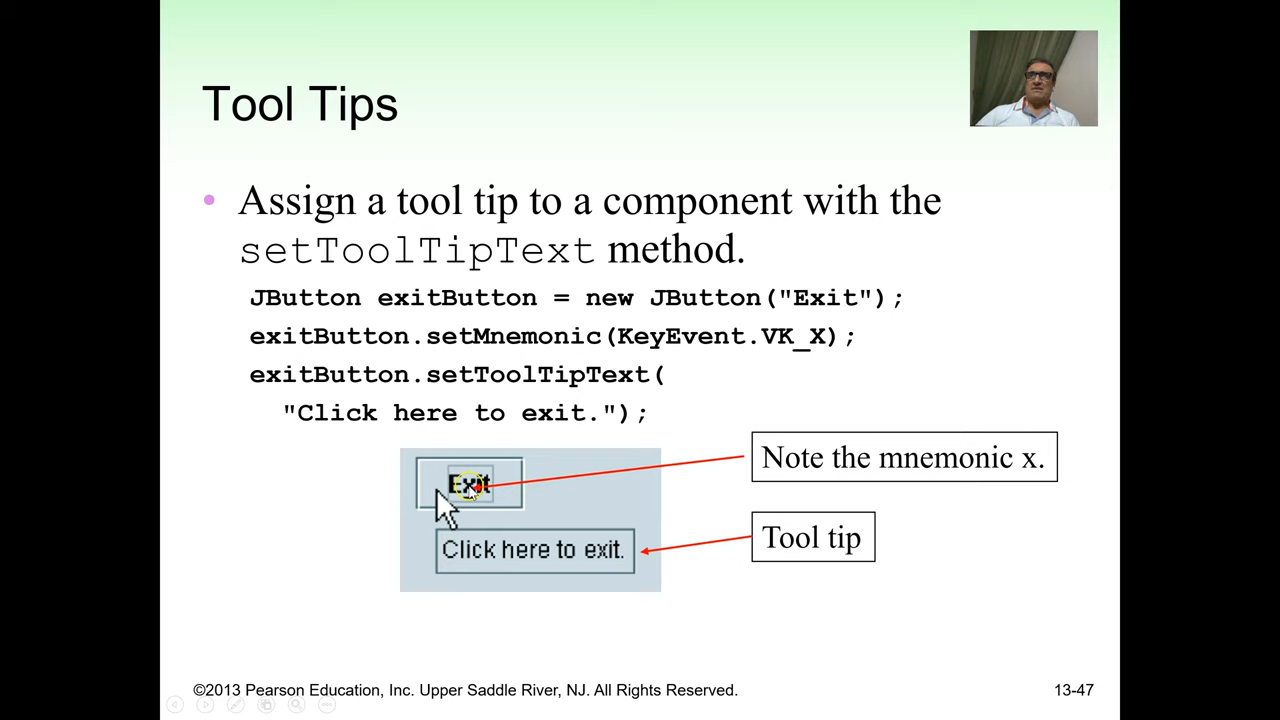 Tool Tips
• Assign a tool tip to a component with the
setToolTipText method.
JButton exitButton = new JButton("Exit");
exitButton.setMnemonic(KeyEvent.VK_X);
exitButton.setToolTipText(
"Click here to exit.");
Exit
Note the mnemonic x.
Click here to exit.
Tool tip
©2013 Pearson Education, Inc. Upper Saddle River, NJ. All Rights Reserved.
13-47